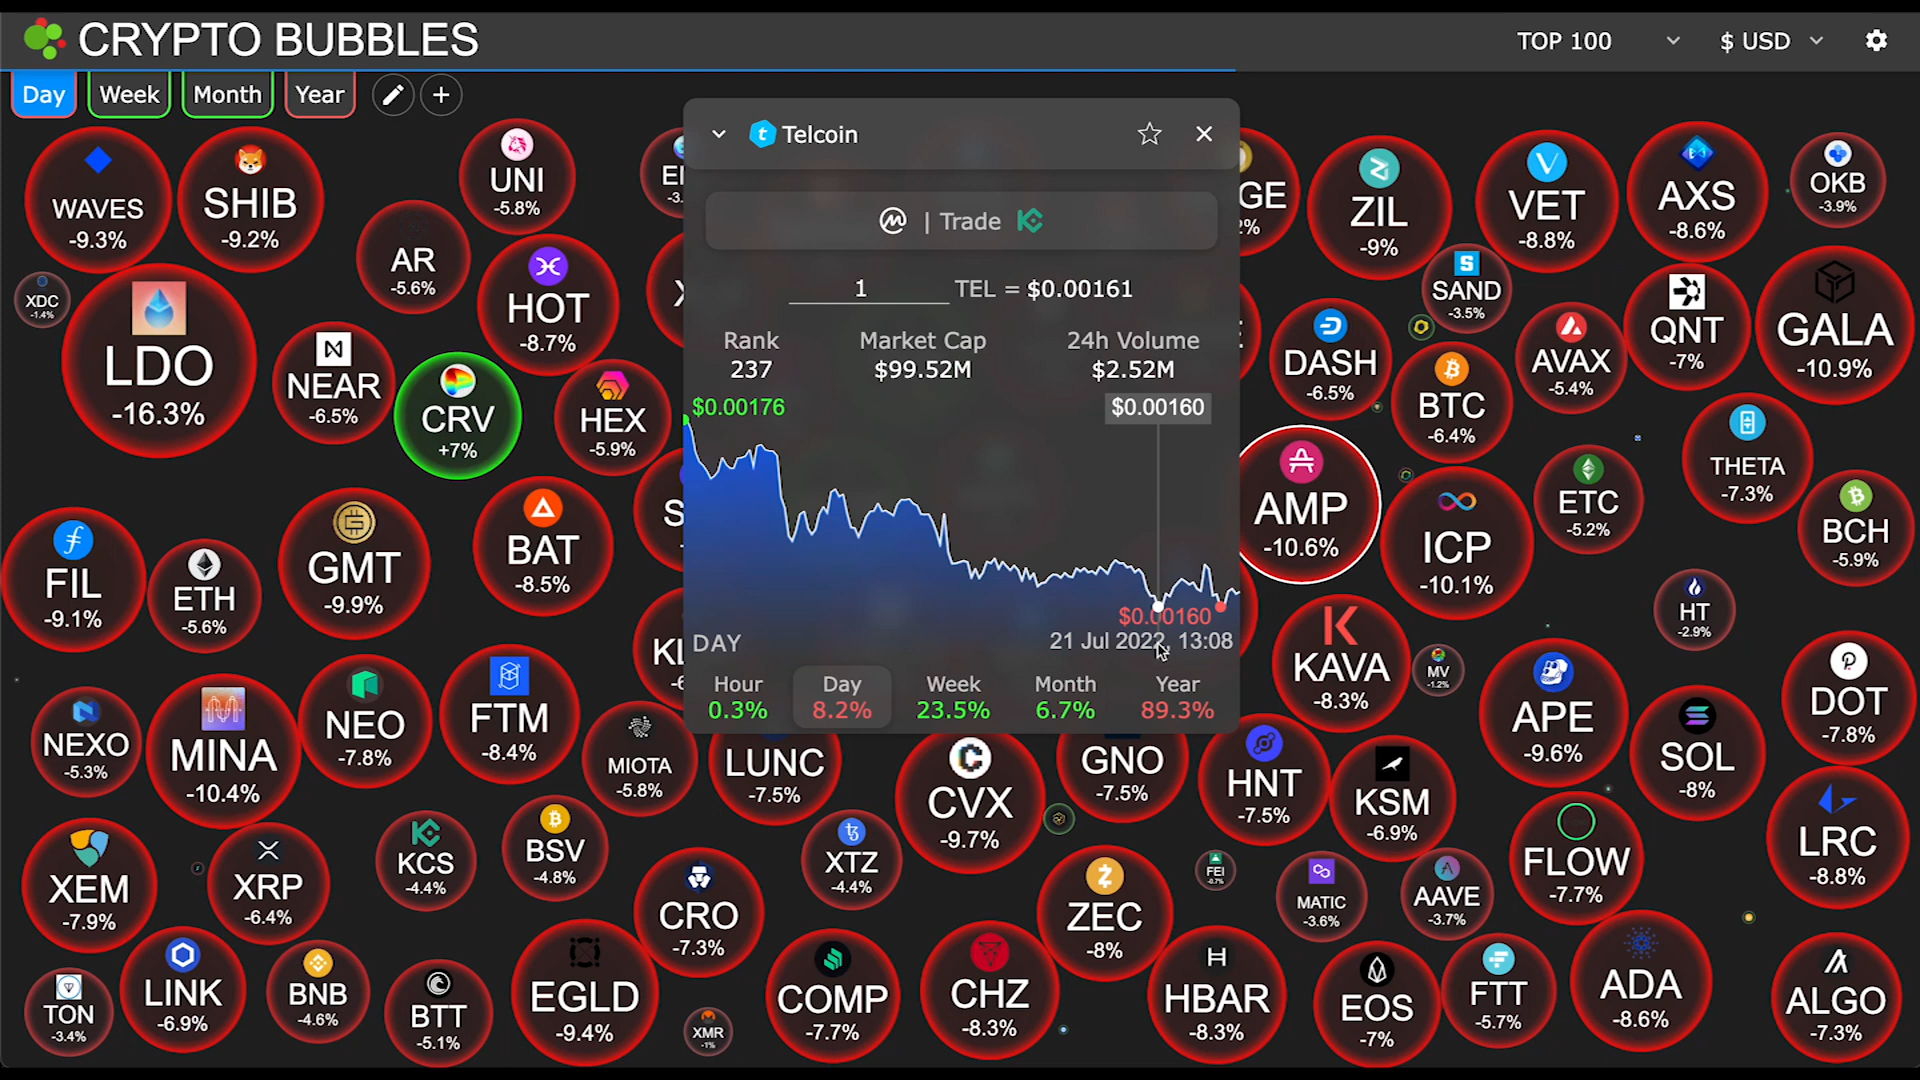 CRYPTO BUBBLES
TOP 100
$ USD
Day
Week
Month
Year
Telcoin
| Trade
1 TEL = $0.00161
Rank
237
Market Cap
$99.52M
24h Volume
$2.52M
$0.00176
$0.00160
$0.00160
DAY
21 Jul 2022, 13:08
Hour
0.3%
Day
8.2%
Week
23.5%
Month
6.7%
Year
89.3%
WAVES
-9.3%
SHIB
-9.2%
UNI
-5.8%
AR
-5.6%
HOT
-8.7%
XDC
-1.4%
LDO
-16.3%
NEAR
-6.5%
CRV
+7%
HEX
-5.9%
GE
ZIL
-9%
VET
-8.8%
AXS
-8.6%
OKB
-3.9%
SAND
-3.5%
DASH
-6.5%
BTC
-6.4%
AVAX
-5.4%
QNT
-7%
GALA
-10.9%
THETA
-7.3%
AMP
-10.6%
ICP
-10.1%
ETC
-5.2%
BCH
-5.9%
FIL
-9.1%
ETH
-5.6%
GMT
-9.9%
BAT
-8.5%
HT
-2.9%
KAVA
-8.3%
MV
-1.2%
APE
-9.6%
DOT
-7.8%
SOL
-8%
NEXO
-5.3%
MINA
-10.4%
NEO
-7.8%
FTM
-8.4%
MIOTA
-5.8%
LUNC
-7.5%
CVX
-9.7%
GNO
-7.5%
HNT
-7.5%
KSM
-6.9%
FLOW
-7.7%
LRC
-8.8%
XEM
-7.9%
XRP
-6.4%
KCS
-4.4%
BSV
-4.8%
XTZ
-4.4%
CRO
-7.3%
ZEC
-8%
FEI
-0.7%
MATIC
-3.6%
AAVE
-3.7%
TON
-3.4%
LINK
-6.9%
BNB
-4.6%
BTT
-5.1%
EGLD
-9.4%
XMR
-1%
COMP
-7.7%
CHZ
-8.3%
HBAR
-8.3%
EOS
-7%
FTT
-5.7%
ADA
-8.6%
ALGO
-7.3%